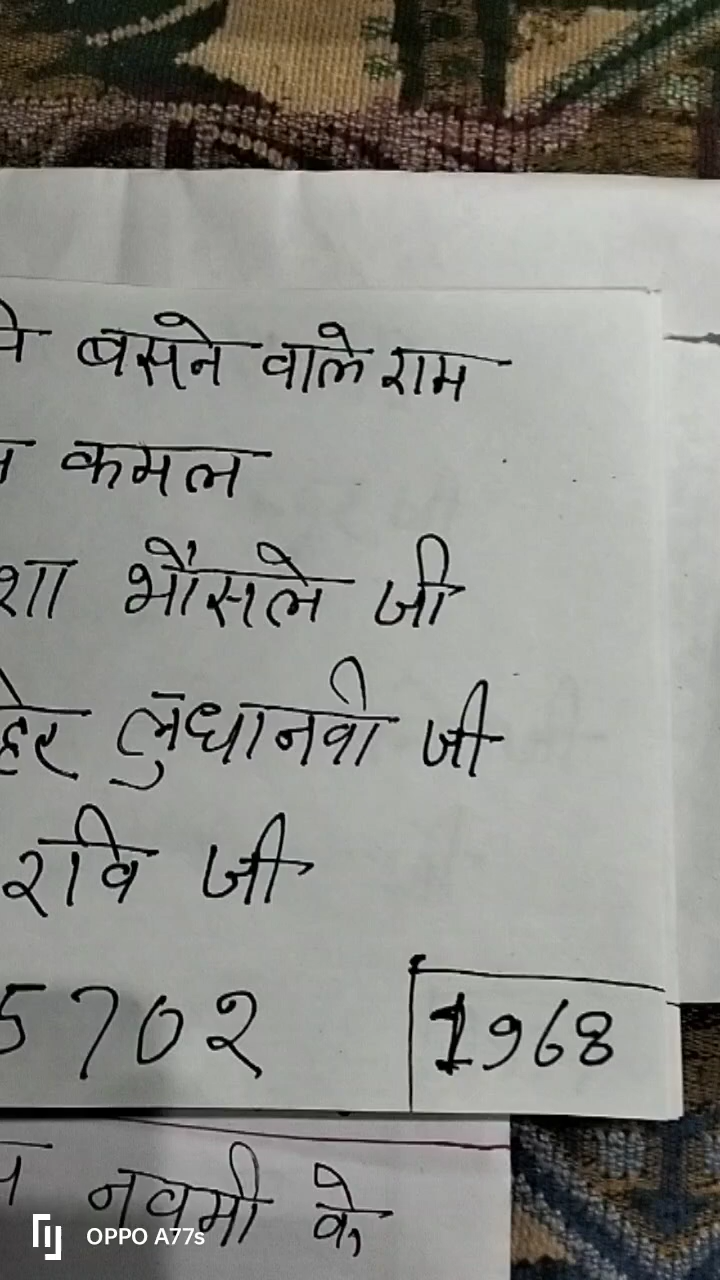 बसने वाले राम
कमल
शा भौसले जी
हिर लुधानवी जी
रवि जी
5702
1968
नवमी के
OPPO A77s